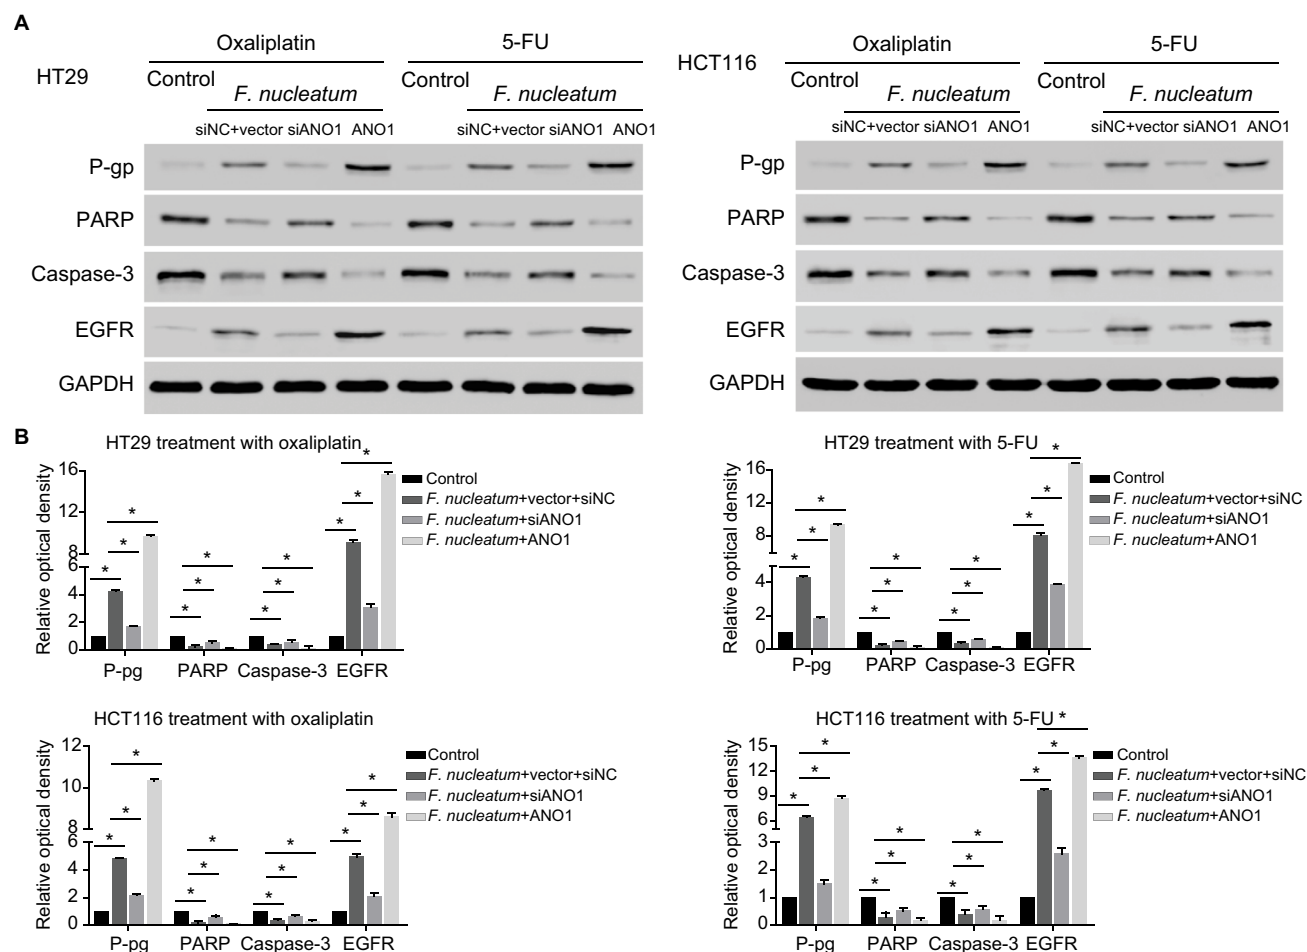 A
Oxaliplatin 5-FU
HT29 Control Control
F. nucleatum F. nucleatum
siNC+vector siANO1 ANO1 siNC+vector siANO1 ANO1
P-gp
PARP
Caspase-3
EGFR
GAPDH
Oxaliplatin 5-FU
HCT116 Control Control
F. nucleatum F. nucleatum
siNC+vector siANO1 ANO1 siNC+vector siANO1 ANO1
P-gp
PARP
Caspase-3
EGFR
GAPDH
B
HT29 treatment with oxaliplatin
Relative optical density
16
12
8
6
4
2
0
* * * * * * * * * * * *
P-pg PARP Caspase-3 EGFR
Control
F. nucleatum+vector+siNC
F. nucleatum+siANO1
F. nucleatum+ANO1
HT29 treatment with 5-FU
Relative optical density
16
12
8
4
2
0
* * * * * * * * * * * *
P-pg PARP Caspase-3 EGFR
Control
F. nucleatum+vector+siNC
F. nucleatum+siANO1
F. nucleatum+ANO1
HCT116 treatment with oxaliplatin
Relative optical density
12
10
8
6
4
2
0
* * * * * * * * * * * *
P-pg PARP Caspase-3 EGFR
Control
F. nucleatum+vector+siNC
F. nucleatum+siANO1
F. nucleatum+ANO1
HCT116 treatment with 5-FU
Relative optical density
15
12
9
6
3
2
1
0
* * * * * * * * * * * *
P-pg PARP Caspase-3 EGFR
Control
F. nucleatum+vector+siNC
F. nucleatum+siANO1
F. nucleatum+ANO1